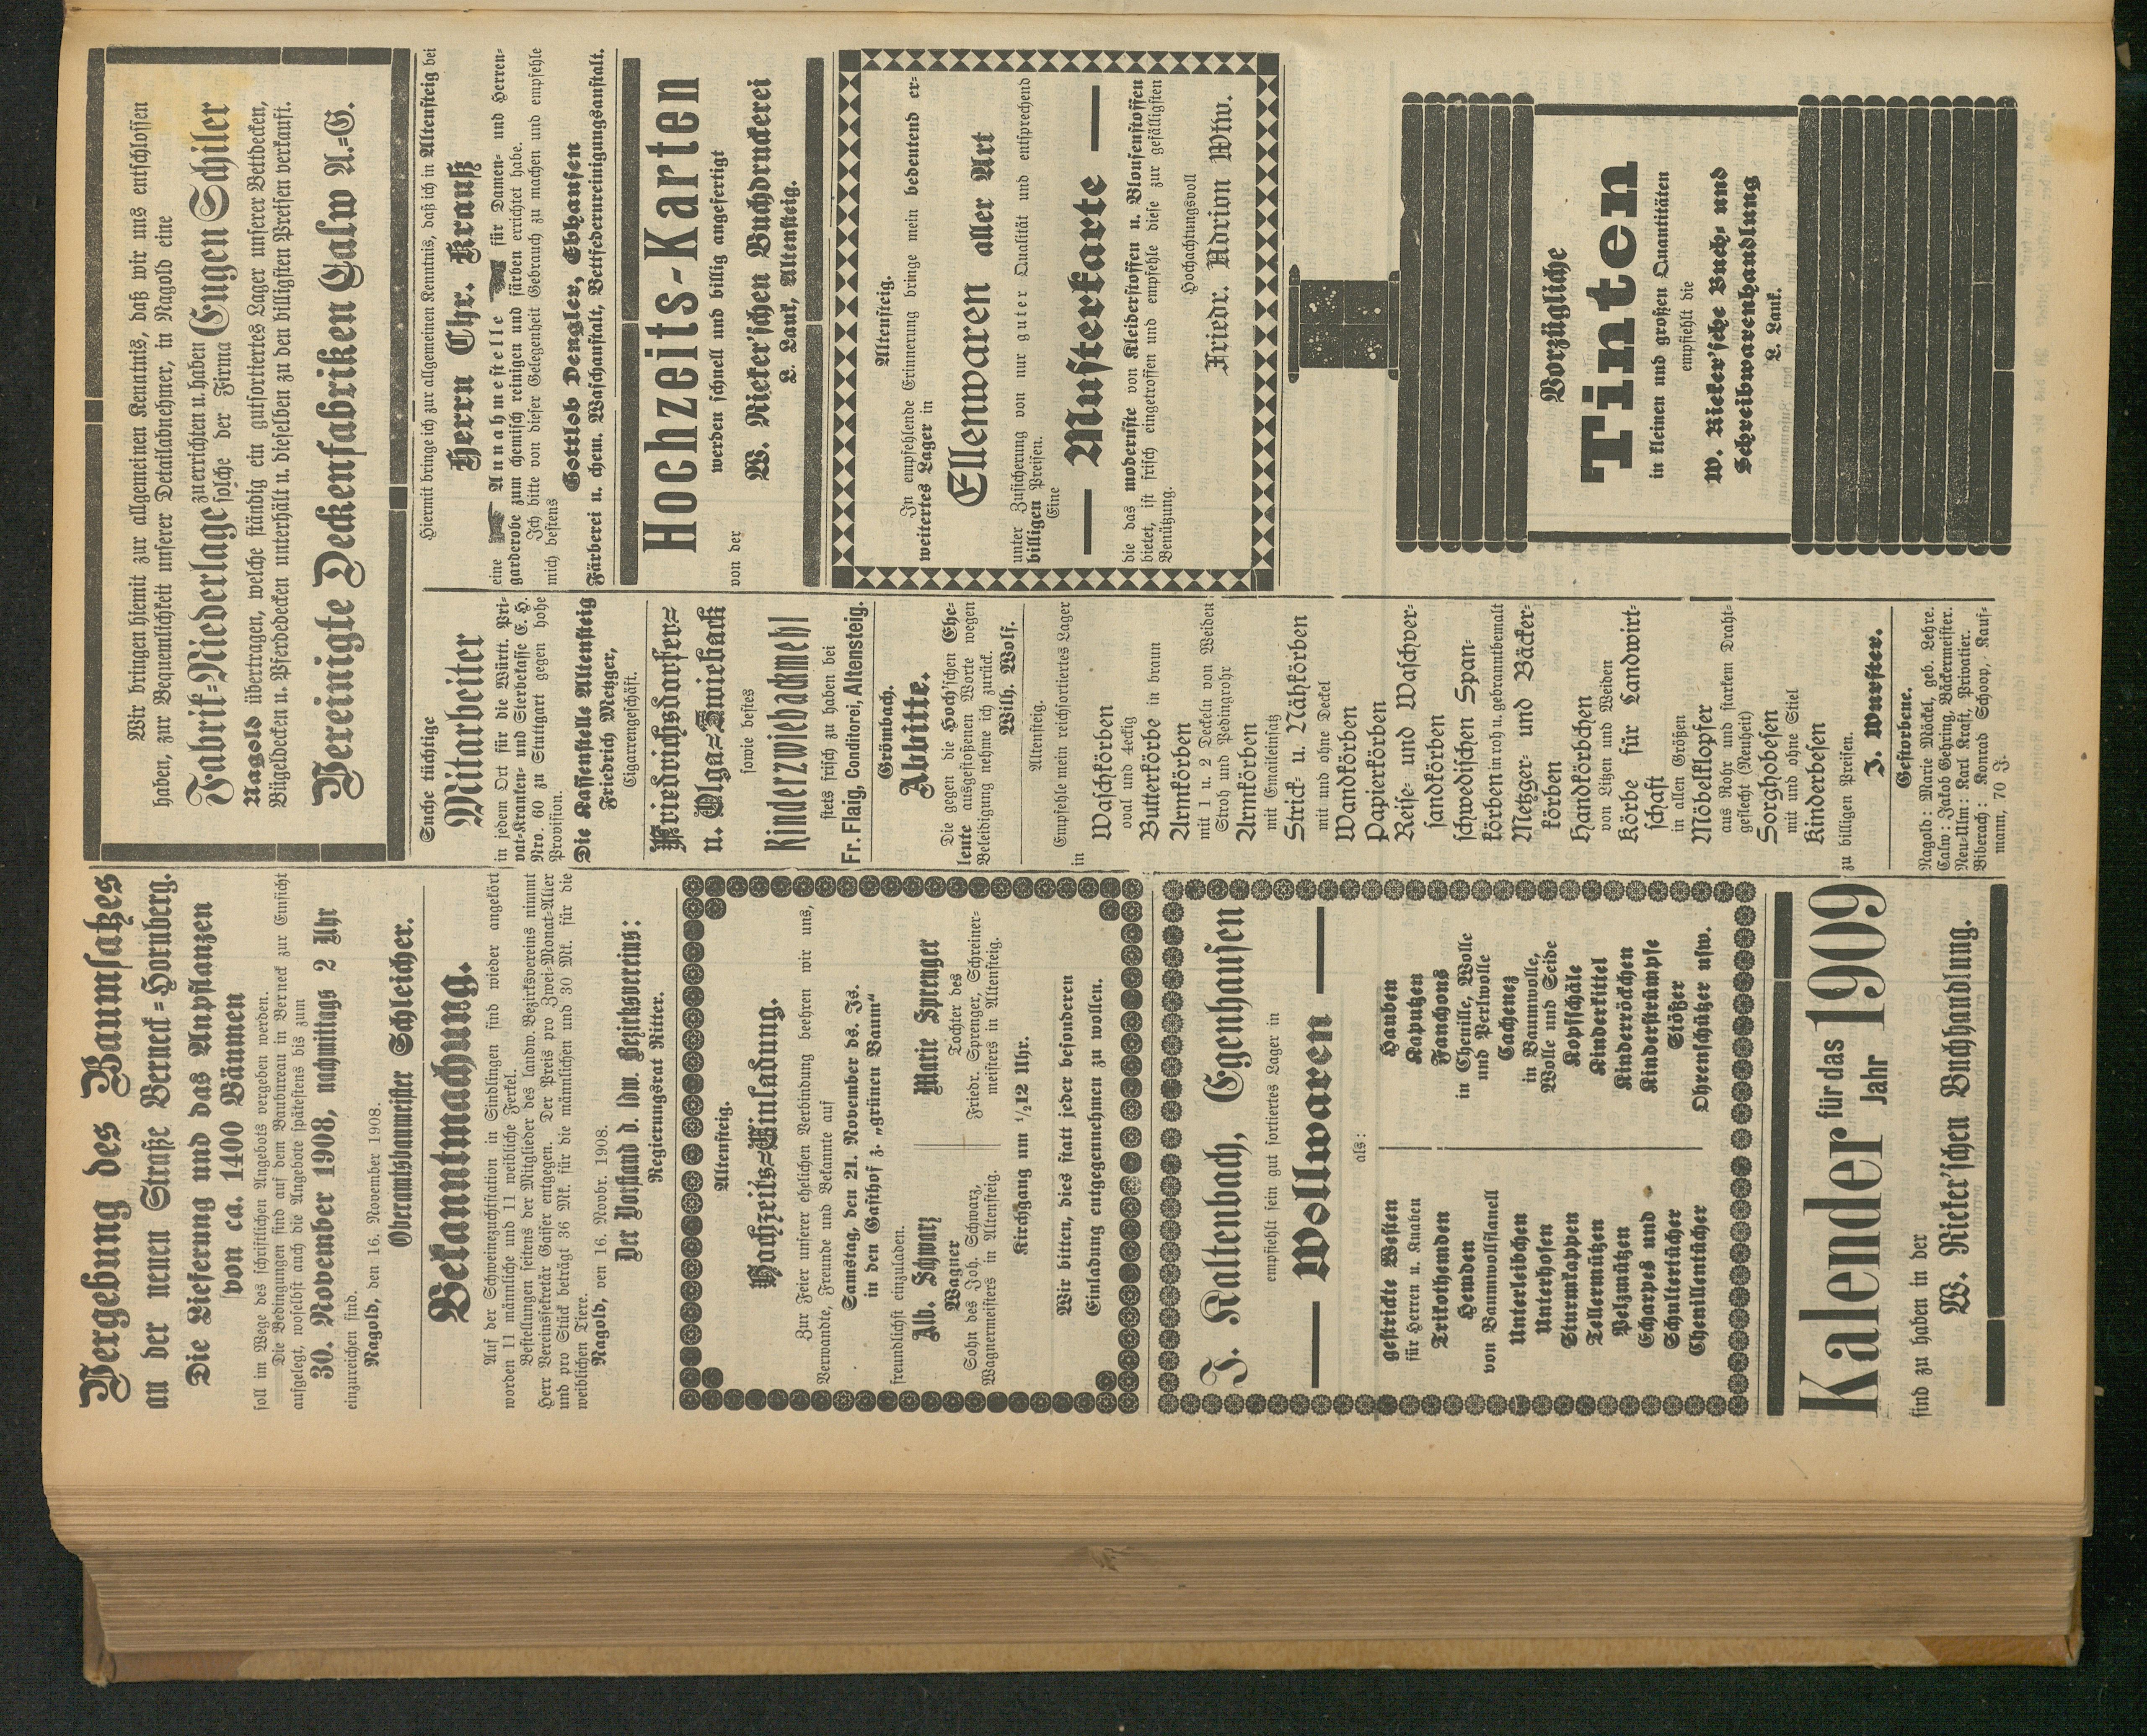 Vergebung des Baumsatzes
an der neuen Straße Berneck-Hornberg.
Die Lieferung und das Anpflanzen
von ca. 1400 Bäumen
soll im Wege des schriftlichen Angebots vergeben werden.
Die Bedingungen sind auf dem Baubureau in Berneck zur Einsicht
aufgelegt, woselbst auch die Angebote spätestens bis zum
30. November 1908, nachmittags 2 Uhr
einzureichen sind.
Nagold, den 16. November 1908.
Oberamtsbaumeister Schleicher.
Bekanntmachung.
Auf der Schweinezuchtstation in Sindlingen sind wieder angekört
worden 11 männliche und 11 weibliche Ferkel.
Bestellungen seitens der Mitglieder des landw. Bezirksvereins nimmt
Herr Vereinssekretär Gaiser entgegen. Der Preis pro Zwei-Monat-Alter
und pro Stück beträgt 36 Mk. für die männlichen und 30 Mk. für die
weiblichen Tiere.
Nagold, den 16. Novbr. 1908.
Der Vorstand d. ldw. Bezirksvereins:
Regierungsrat Ritter.
Altensteig.
Hochzeits-Einladung.
Zur Feier unserer ehelichen Verbindung beehren wir uns,
Verwandte, Freunde und Bekannte auf
Samstag, den 21. November ds. Js.
in den Gasthof z. „grünen Baum“
freundlichst einzuladen.
Alb. Schwarz
Wagner
Sohn des Joh. Schwarz,
Wagnermeisters in Altensteig.
Marie Sprenger
Tochter des
Friedr. Sprenger, Schreiner-
meisters in Altensteig.
Kirchgang um 1/212 Uhr.
Wir bitten, dies statt jeder besonderen
Einladung entgegennehmen zu wollen.
J. Kaltenbach, Egenhausen
empfiehlt sein gut sortiertes Lager in
— Wollwaren —
als:
gestrickte Westen
für Herren u. Knaben
Trikothemden
Hemden
von Baumwollflanell
Unterleibchen
Unterhosen
Sturmkappen
Tellermützen
Pelzmützen
Echarpes und
Schultertücher
Chenillentücher
Hauben
Kaputzen
Fanchons
in Chenille, Wolle
und Perlwolle
Cachenez
in Baumwolle,
Wolle und Seide
Kopfschäle
Kinderkittel
Kinderröckchen
Kinderstrümpfe
Stößer
Ohrenschützer usw.
Kalender für das Jahr 1909
sind zu haben in der
W. Rieker'schen Buchhandlung.
Wir bringen hiemit zur allgemeinen Kenntnis, daß wir uns entschlossen
haben, zur Bequemlichkeit unserer Detailabnehmer, in Nagold eine
Fabrik-Niederlage zu errichten u. haben solche der Firma Eugen Schiler
Nagold übertragen, welche ständig ein gutsortiertes Lager unserer Bettdecken,
Bügeldecken u. Pferdedecken unterhält u. dieselben zu den billigsten Preisen verkauft.
Vereinigte Deckenfabriken Calw A.-G.
Suche tüchtige
Mitarbeiter
in jedem Ort für die Württ. Pri-
vat-Kranken- und Sterbekasse E. H.
Nr. 60 zu Stuttgart gegen hohe
Provision.
Die Kassenstelle Altensteig
Friedrich Metzger,
Cigarrengeschäft.
Friedrichsdorfer-
u. Olga-Zwieback
sowie bestes
Kinderzwiebackmehl
stets frisch zu haben bei
Fr. Flaig, Conditorei, Altensteig.
Grömbach.
Abbitte.
Die gegen die Hoch'schen Ehe-
leute ausgestoßenen Worte wegen
Beleidigung nehme ich zurück.
Wilh. Wolf.
Altensteig.
Empfehle mein reichsortiertes Lager
in
Waschkörben
oval und 4eckig
Butterkörbe in braun
Armkörben
mit 1 u. 2 Deckeln von Weiden
Stroh und Pedingrohr
Armkörben
mit Emaileinsatz
Strick- u. Nähkörben
mit und ohne Deckel
Wandkörben
Papierkörben
Reise- und Waschver-
sandkörben
schwedischen Span-
körben in roh u. gebranntbemalt
Metzger- und Bäcker-
körben
Handkörbchen
von Litzen und Weiden
Körbe für Landwirt-
schaft
in allen Größen
Möbelklopfer
aus Rohr und starkem Draht-
geflecht (Neuheit)
Sorghobesen
mit und ohne Stiel
Kinderbesen
zu billigen Preisen.
J. Wurster.
Gestorbene.
Nagold: Marie Möckel, geb. Lehre.
Calw: Jakob Gehring, Bäckermeister.
Neu-Ulm: Karl Kraft, Privatier.
Biberach: Konrad Schoop, Kauf-
mann, 70 J.
Hiermit bringe ich zur allgemeinen Kenntnis, daß ich in Altensteig bei
Herrn Chr. Krauß
eine Annahmestelle für Damen- und Herren-
garderobe zum chemisch reinigen und färben errichtet habe.
Ich bitte von dieser Gelegenheit Gebrauch zu machen und empfehle
mich bestens
Gottlob Dengler, Ebhausen
Färberei u. chem. Waschanstalt, Bettfedernreinigungsanstalt.
Hochzeits-Karten
werden schnell und billig angefertigt
von der
W. Rieker'schen Buchdruckerei
L. Lauk, Altensteig.
Altensteig.
In empfehlende Erinnerung bringe mein bedeutend er-
weitertes Lager in
Ellenwaren aller Art
unter Zusicherung von nur guter Qualität und entsprechend
billigen Preisen.
Eine
— Musterkarte —
die das modernste von Kleiderstoffen u. Blousenstoffen
bietet, ist frisch eingetroffen und empfehle diese zur gefälligsten
Benützung.
Hochachtungsvoll
Friedr. Adrion Wtw.
Vorzügliche
Tinten
in kleinen und großen Quantitäten
empfiehlt die
W. Rieker'sche Buch- und
Schreibwarenhandlung
L. Lauk.